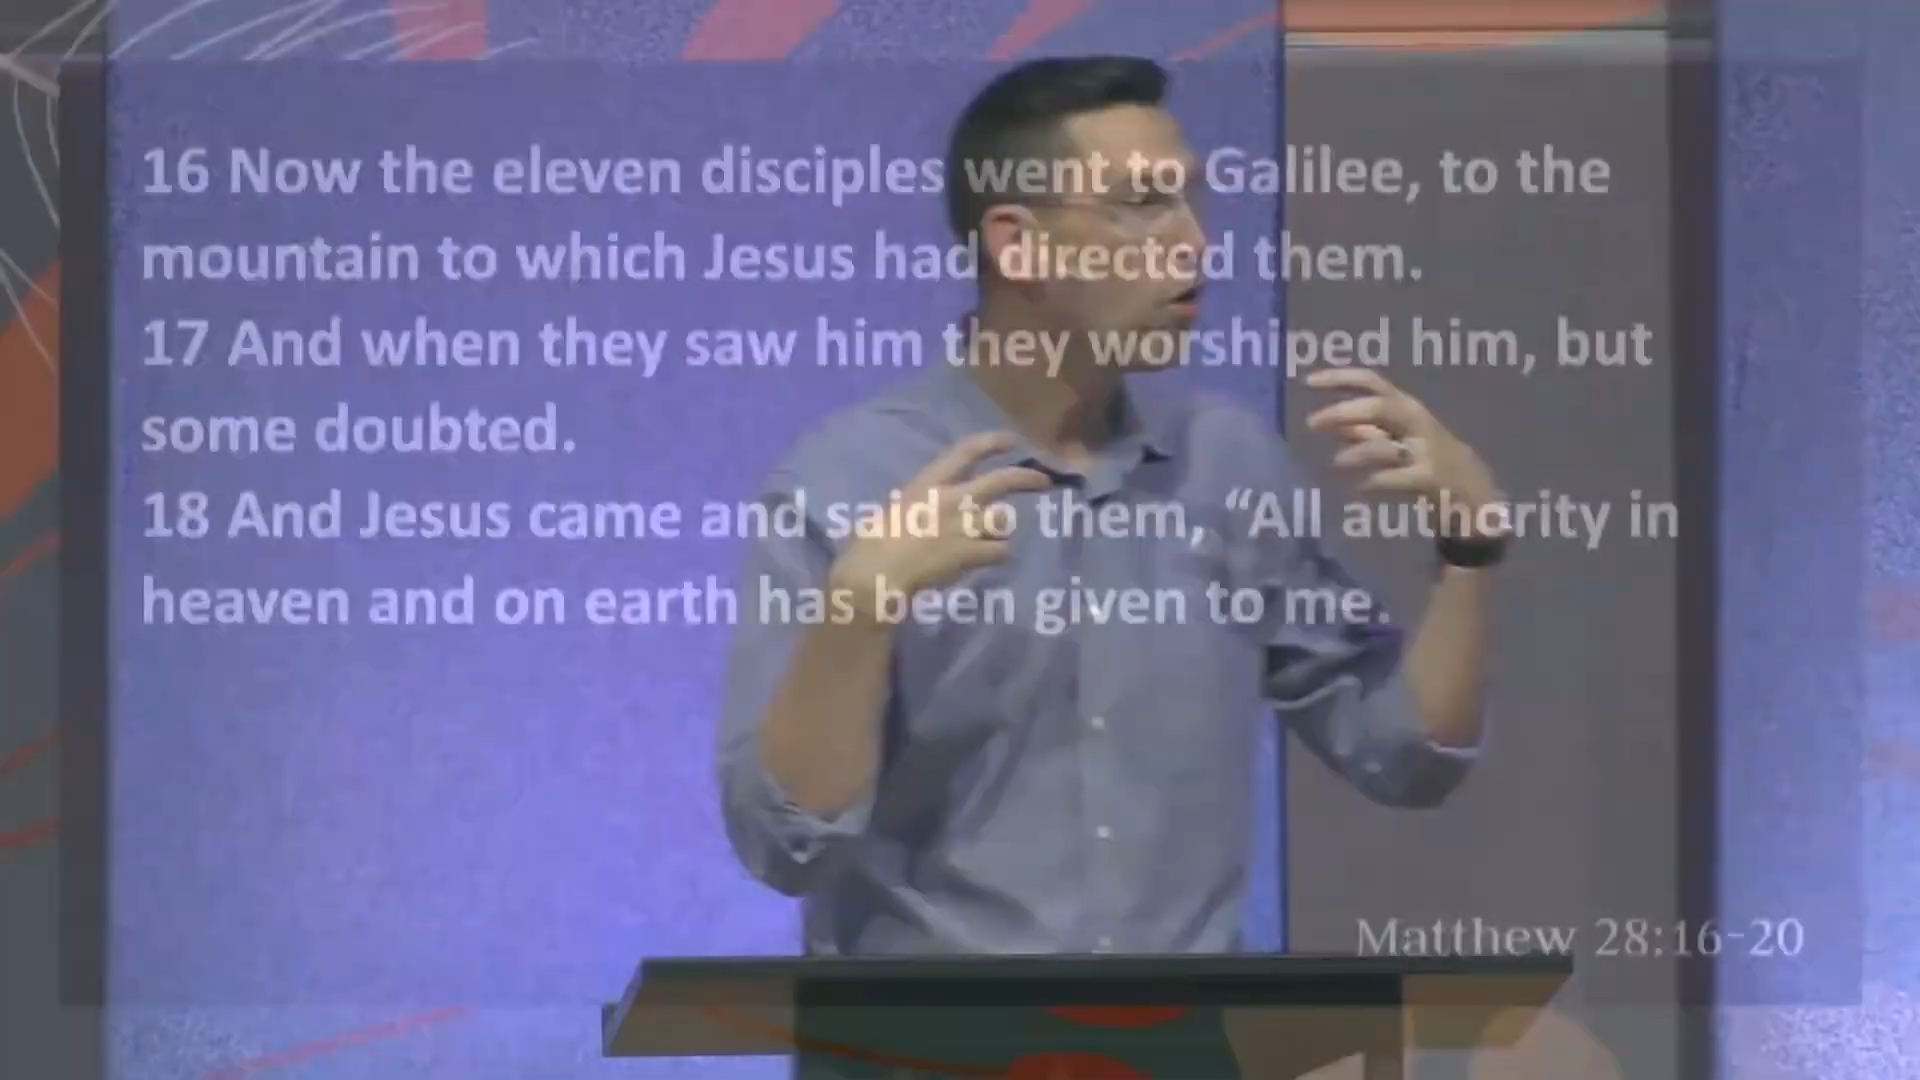 16 Now the eleven disciples went to Galilee, to the
mountain to which Jesus had directed them.
17 And when they saw him they worshiped him, but
some doubted.
18 And Jesus came and said to them, “All authority in
heaven and on earth has been given to me.
Matthew 28:16-20